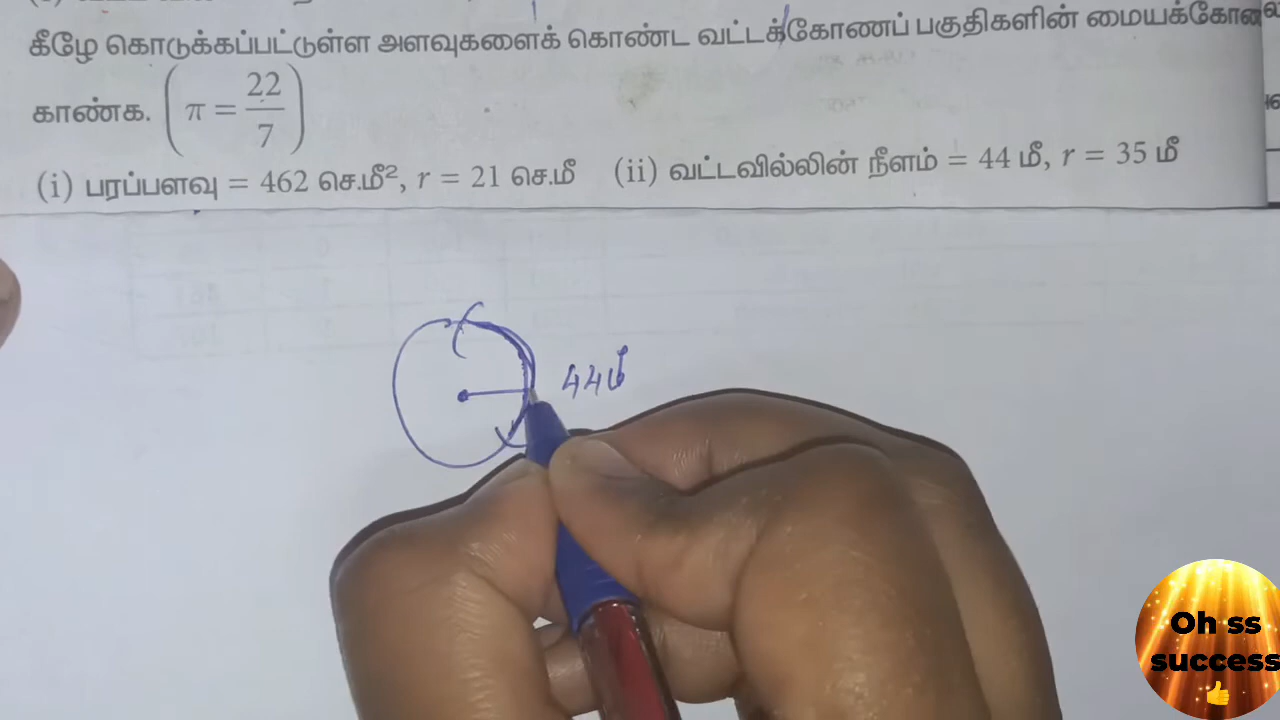 கீழே கொடுக்கப்பட்டுள்ள அளவுகளைக் கொண்ட வட்டக்கோணப் பகுதிகளின்
காண்க. ( π = 22/7 )
(i) பரப்பளவு = 462 செ.மீ², r = 21 செ.மீ (ii) வட்டவில்லின் நீளம் = 44 மீ, r = 35 மீ
44மீ
Oh ss
success👍